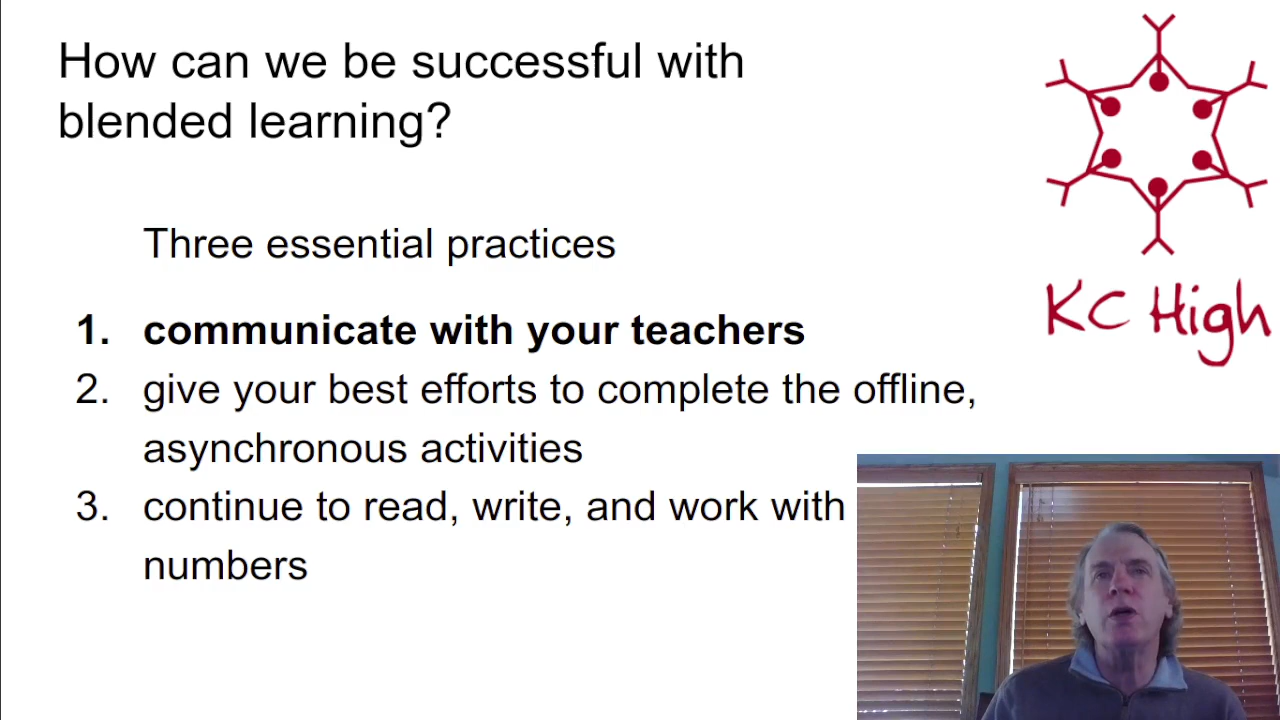 How can we be successful with
blended learning?
Three essential practices
1. communicate with your teachers
2. give your best efforts to complete the offline,
asynchronous activities
3. continue to read, write, and work with
numbers
KC High